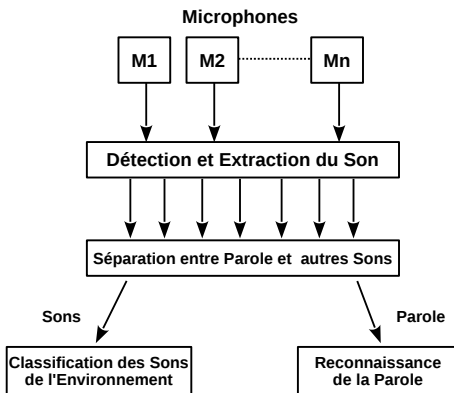 Microphones
M1 M2 Mn
Détection et Extraction du Son
Séparation entre Parole et autres Sons
Sons Parole
Classification des Sons
de l'Environnement
Reconnaissance
de la Parole